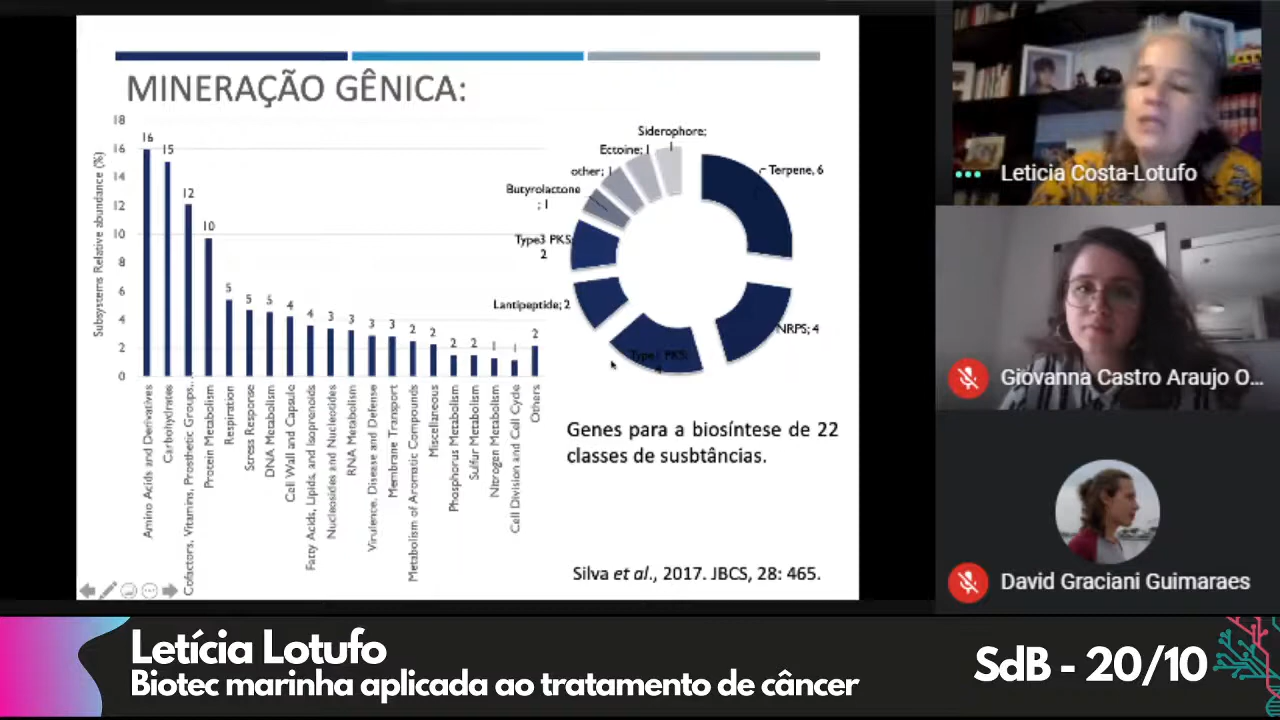 MINERAÇÃO GÊNICA:
Subsystems Relative abundance (%)
18
16
14
12
10
8
6
4
2
0
16
15
12
10
5
5
5
4
4
3
3
3
3
2
2
2
2
1
1
2
Amino Acids and Derivatives
Carbohydrates
Cofactors, Vitamins, Prosthetic Groups...
Protein Metabolism
Respiration
Stress Response
DNA Metabolism
Cell Wall and Capsule
Fatty Acids, Lipids, and Isoprenoids
Nucleosides and Nucleotides
RNA Metabolism
Virulence, Disease and Defense
Membrane Transport
Metabolism of Aromatic Compounds
Miscellaneous
Phosphorus Metabolism
Sulfur Metabolism
Nitrogen Metabolism
Cell Division and Cell Cycle
Others
Siderophore;
1
Ectoine; 1
other; 1
Butyrolactone
; 1
Type3 PKS;
2
Lantipeptide; 2
Terpene, 6
NRPS; 4
PKS;
Genes para a biosíntese de 22
classes de susbtâncias.
Silva et al., 2017. JBCS, 28: 465.
Leticia Costa-Lotufo
Giovanna Castro Araujo O...
David Graciani Guimaraes
Letícia Lotufo
Biotec marinha aplicada ao tratamento de câncer
SdB - 20/10